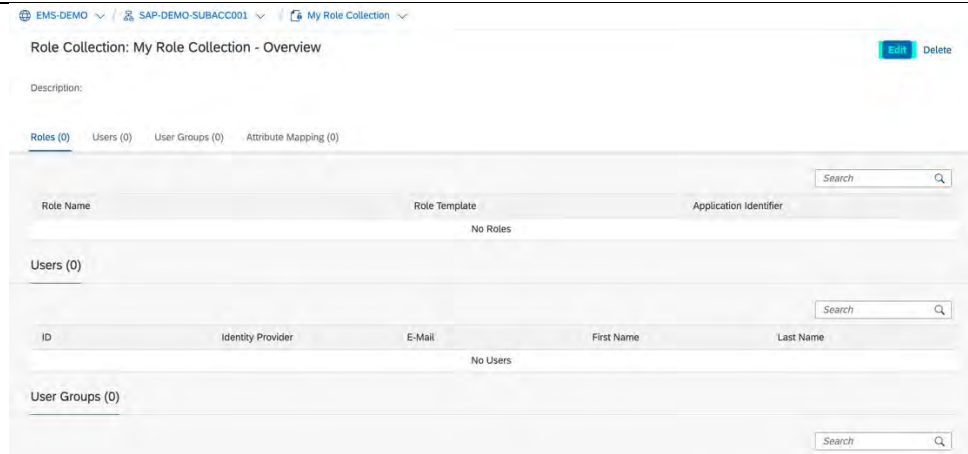 EMS-DEMO / SAP-DEMO-SUBACC001 / My Role Collection
Role Collection: My Role Collection - Overview
Edit Delete
Description:
Roles (0) Users (0) User Groups (0) Attribute Mapping (0)
Search
Role Name Role Template Application Identifier
No Roles
Users (0)
Search
ID Identity Provider E-Mail First Name Last Name
No Users
User Groups (0)
Search